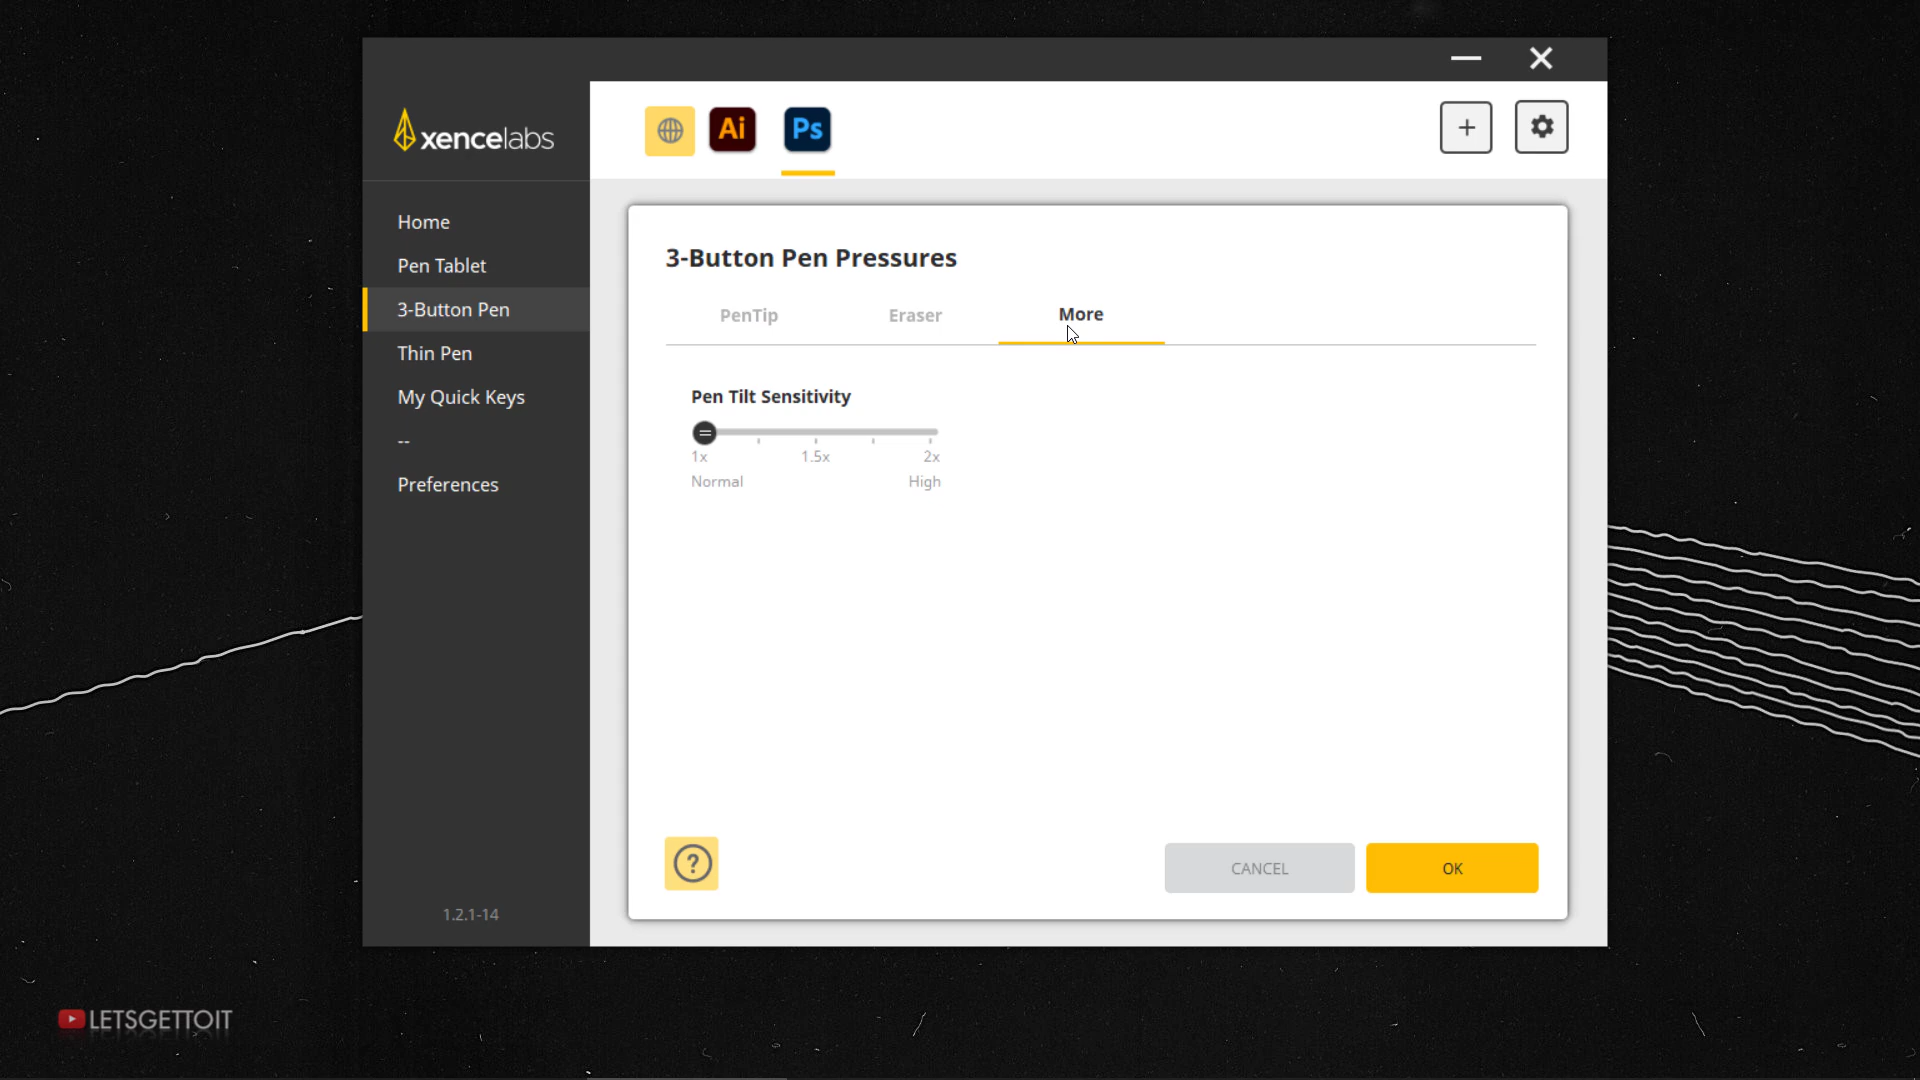 xencelabs
Ai
Ps
+
Home
Pen Tablet
3-Button Pen
Thin Pen
My Quick Keys
--
Preferences
1.2.1-14
3-Button Pen Pressures
PenTip
Eraser
More
Pen Tilt Sensitivity
1x 1.5x 2x
Normal High
?
CANCEL
OK
LETSGETTOIT